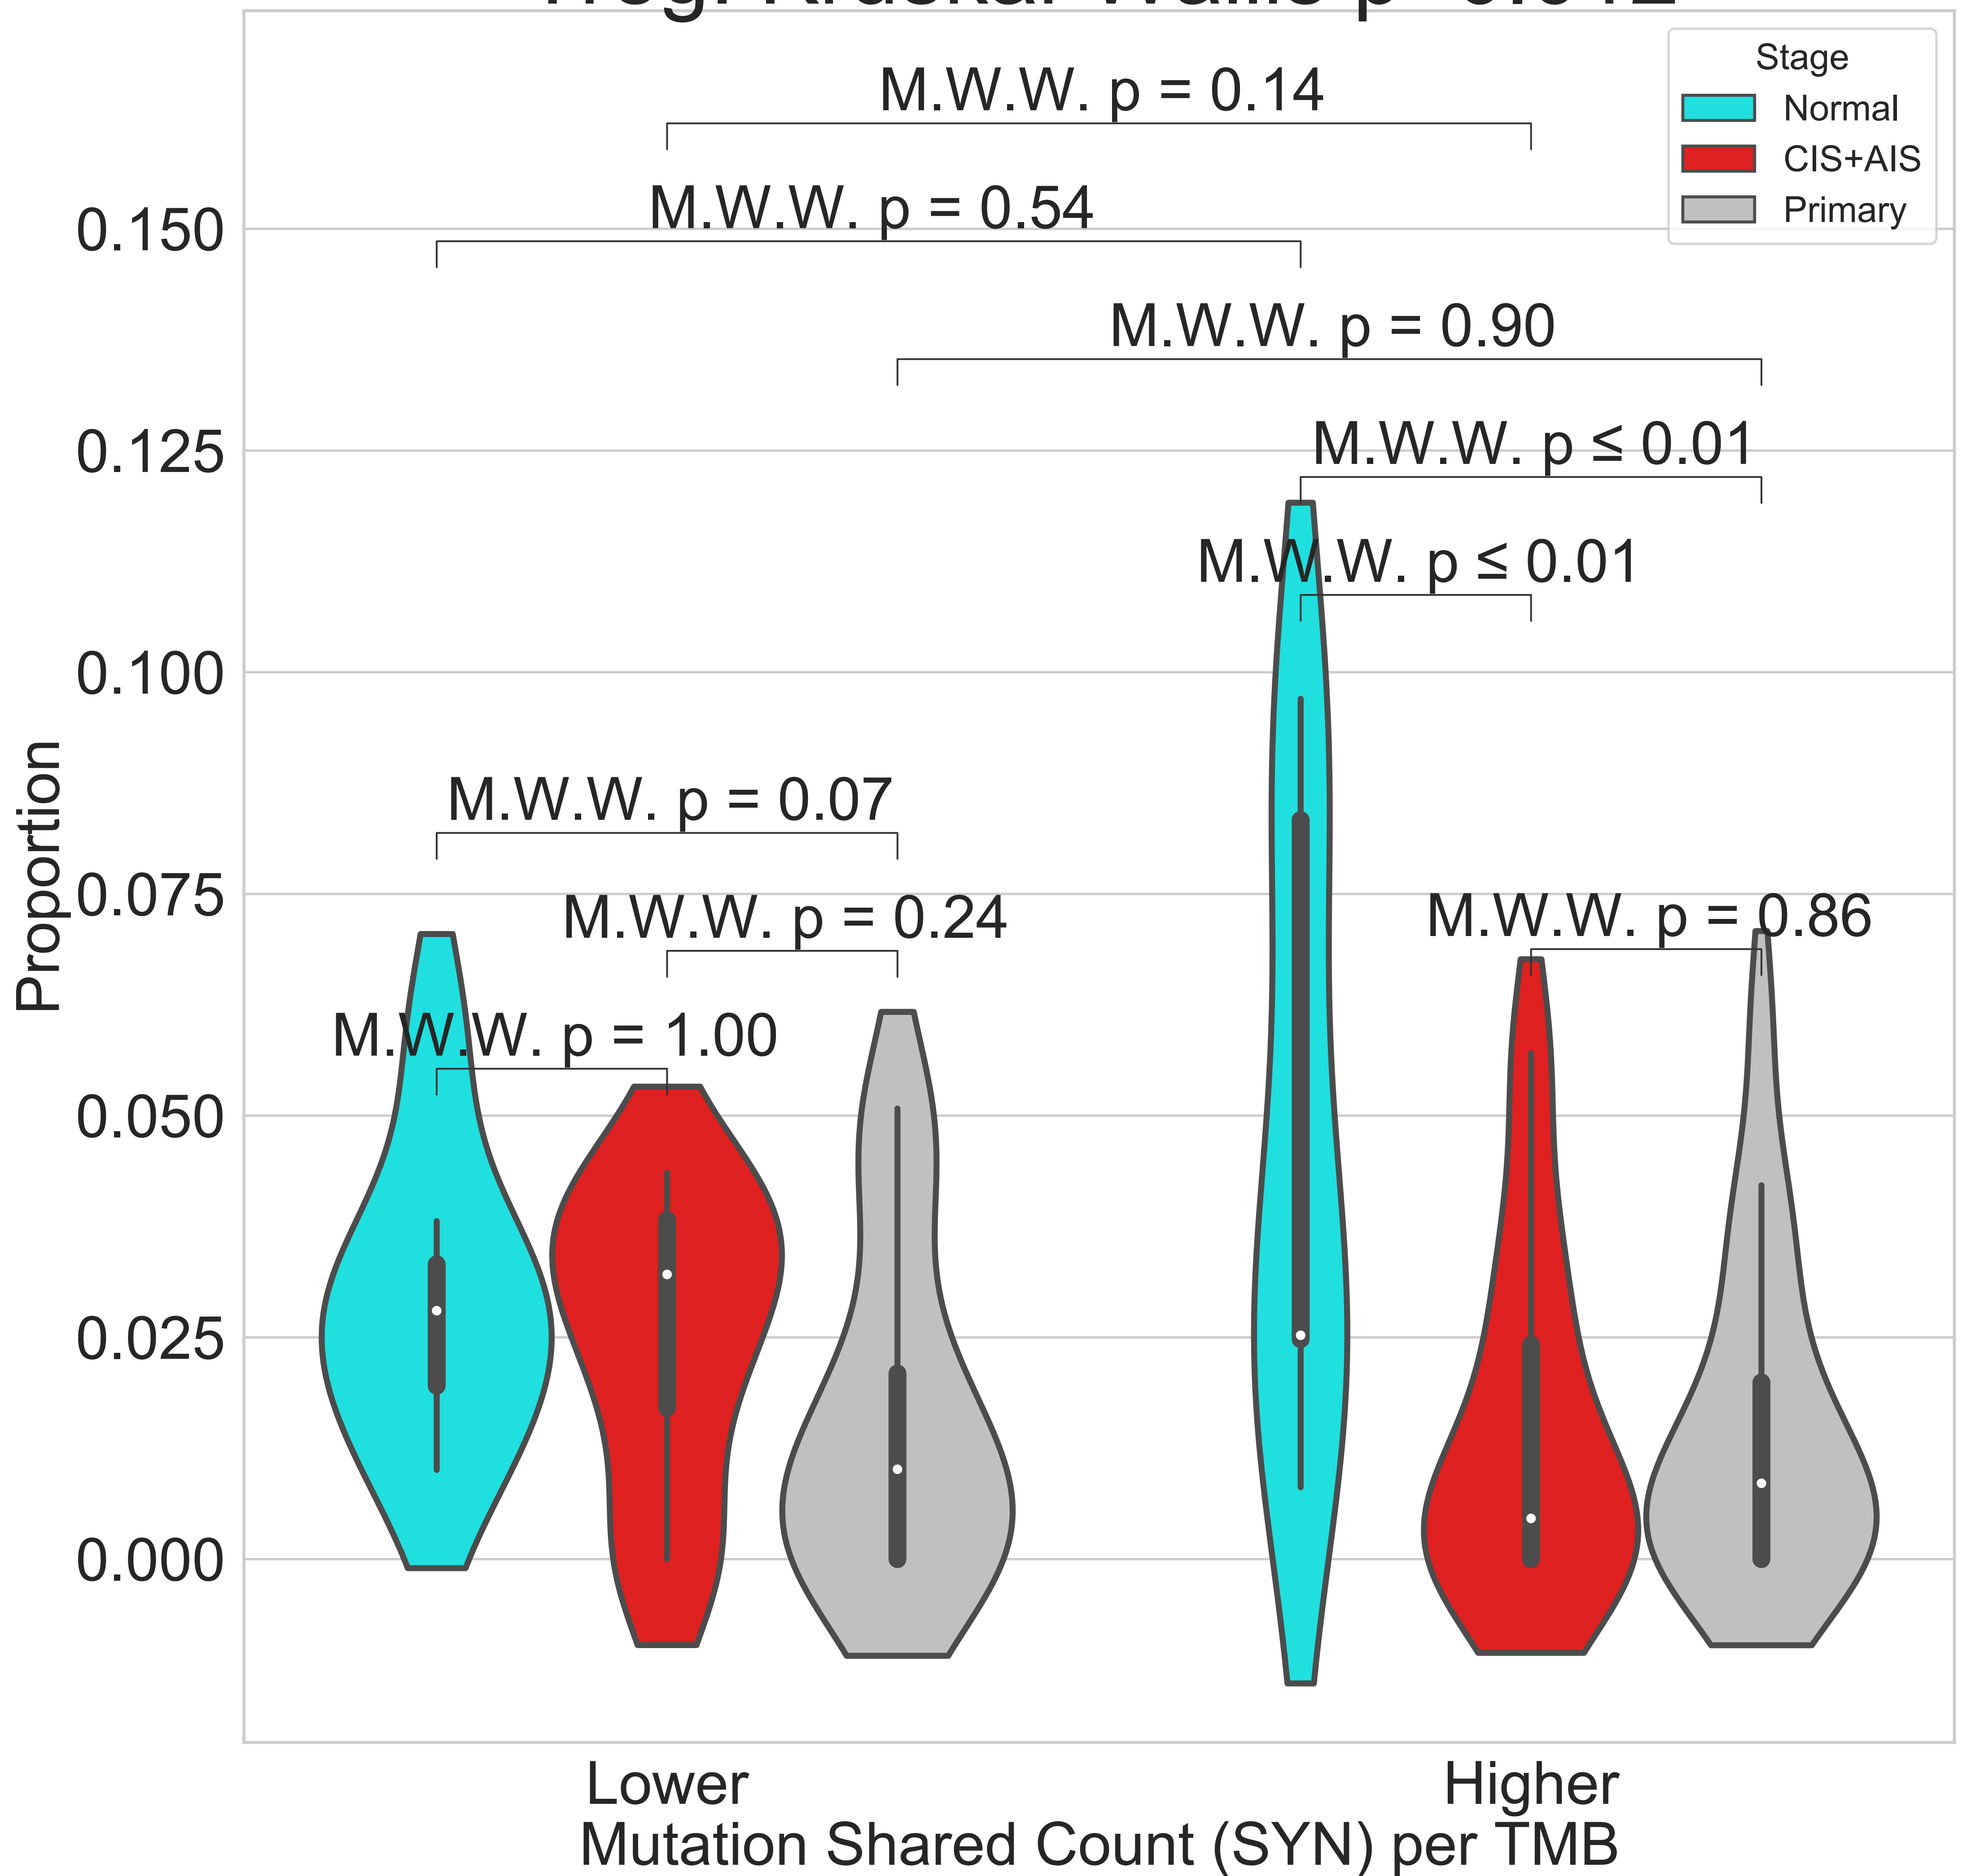 M.W.W. p = 0.14
Stage
Normal
CIS+AIS
Primary
M.W.W. p = 0.54
0.150
M.W.W. p = 0.90
M.W.W. p ≤ 0.01
0.125
M.W.W. p ≤ 0.01
0.100
Proportion
M.W.W. p = 0.07
0.075
M.W.W. p = 0.24
M.W.W. p = 0.86
M.W.W. p = 1.00
0.050
0.025
0.000
Lower
Higher
Mutation Shared Count (SYN) per TMB